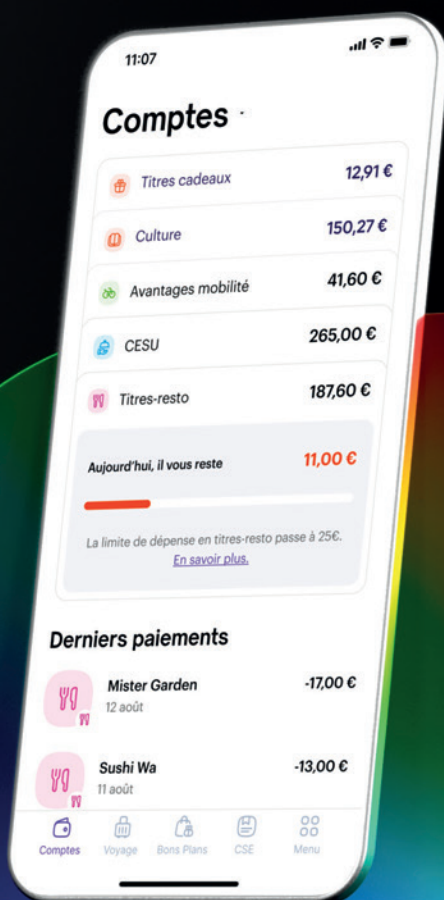 11:07
Comptes
Titres cadeaux 12,91 €
Culture 150,27 €
Avantages mobilité 41,60 €
CESU 265,00 €
Titres-resto 187,60 €
Aujourd'hui, il vous reste 11,00 €
La limite de dépense en titres-resto passe à 25€.
En savoir plus.
Derniers paiements
Mister Garden -17,00 €
12 août
Sushi Wa -13,00 €
11 août
Comptes Voyage Bons Plans CSE Menu